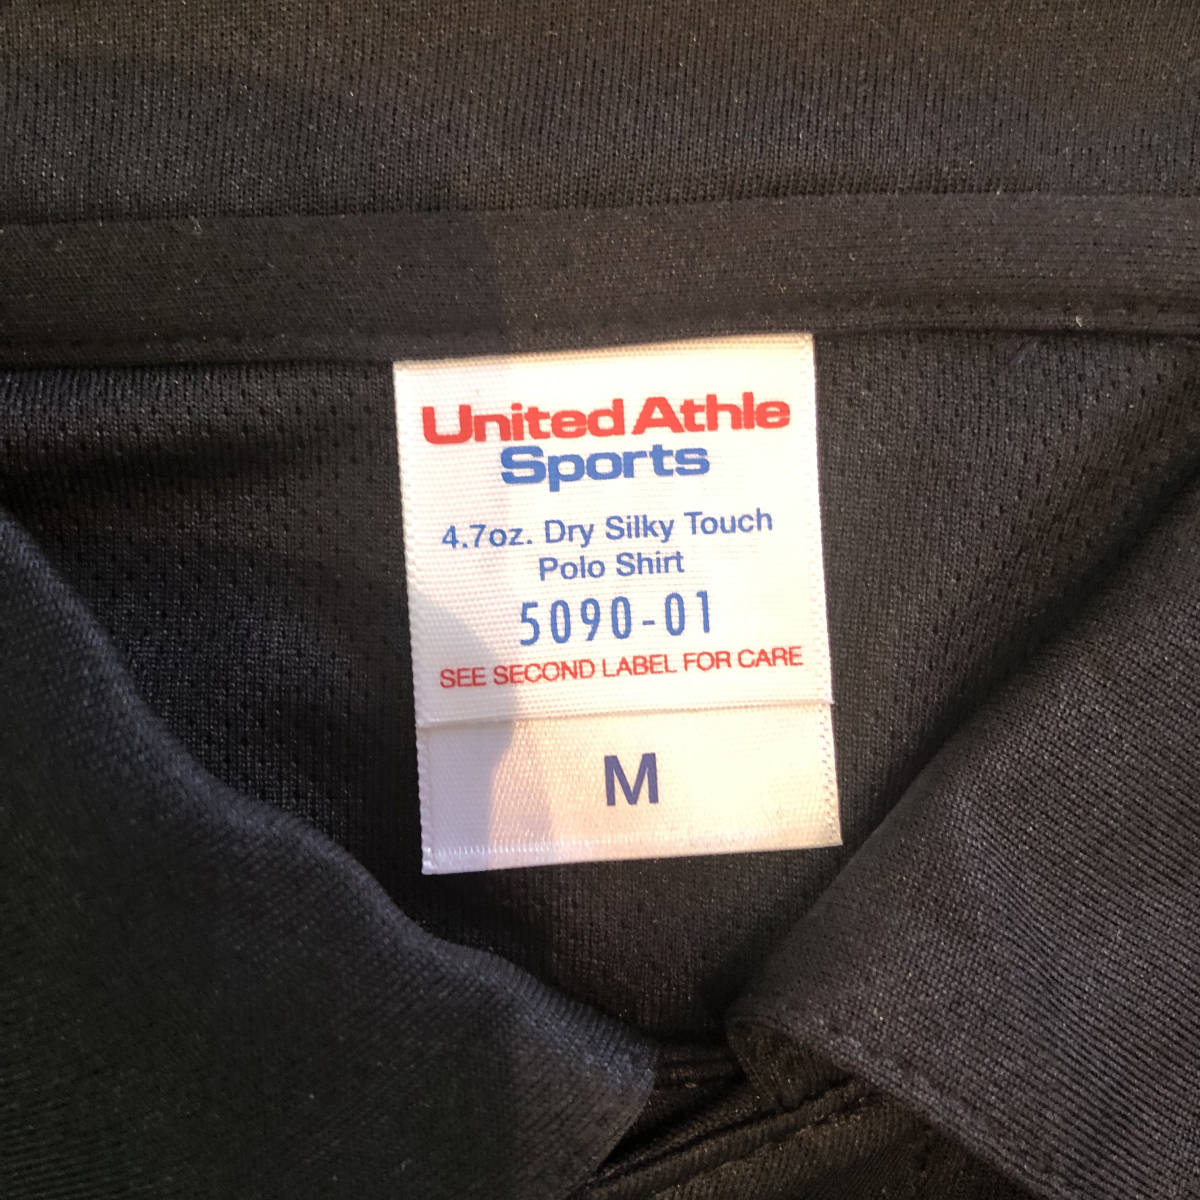 United Athle
Sports
4.7oz. Dry Silky Touch
Polo Shirt
5090-01
SEE SECOND LABEL FOR CARE
M